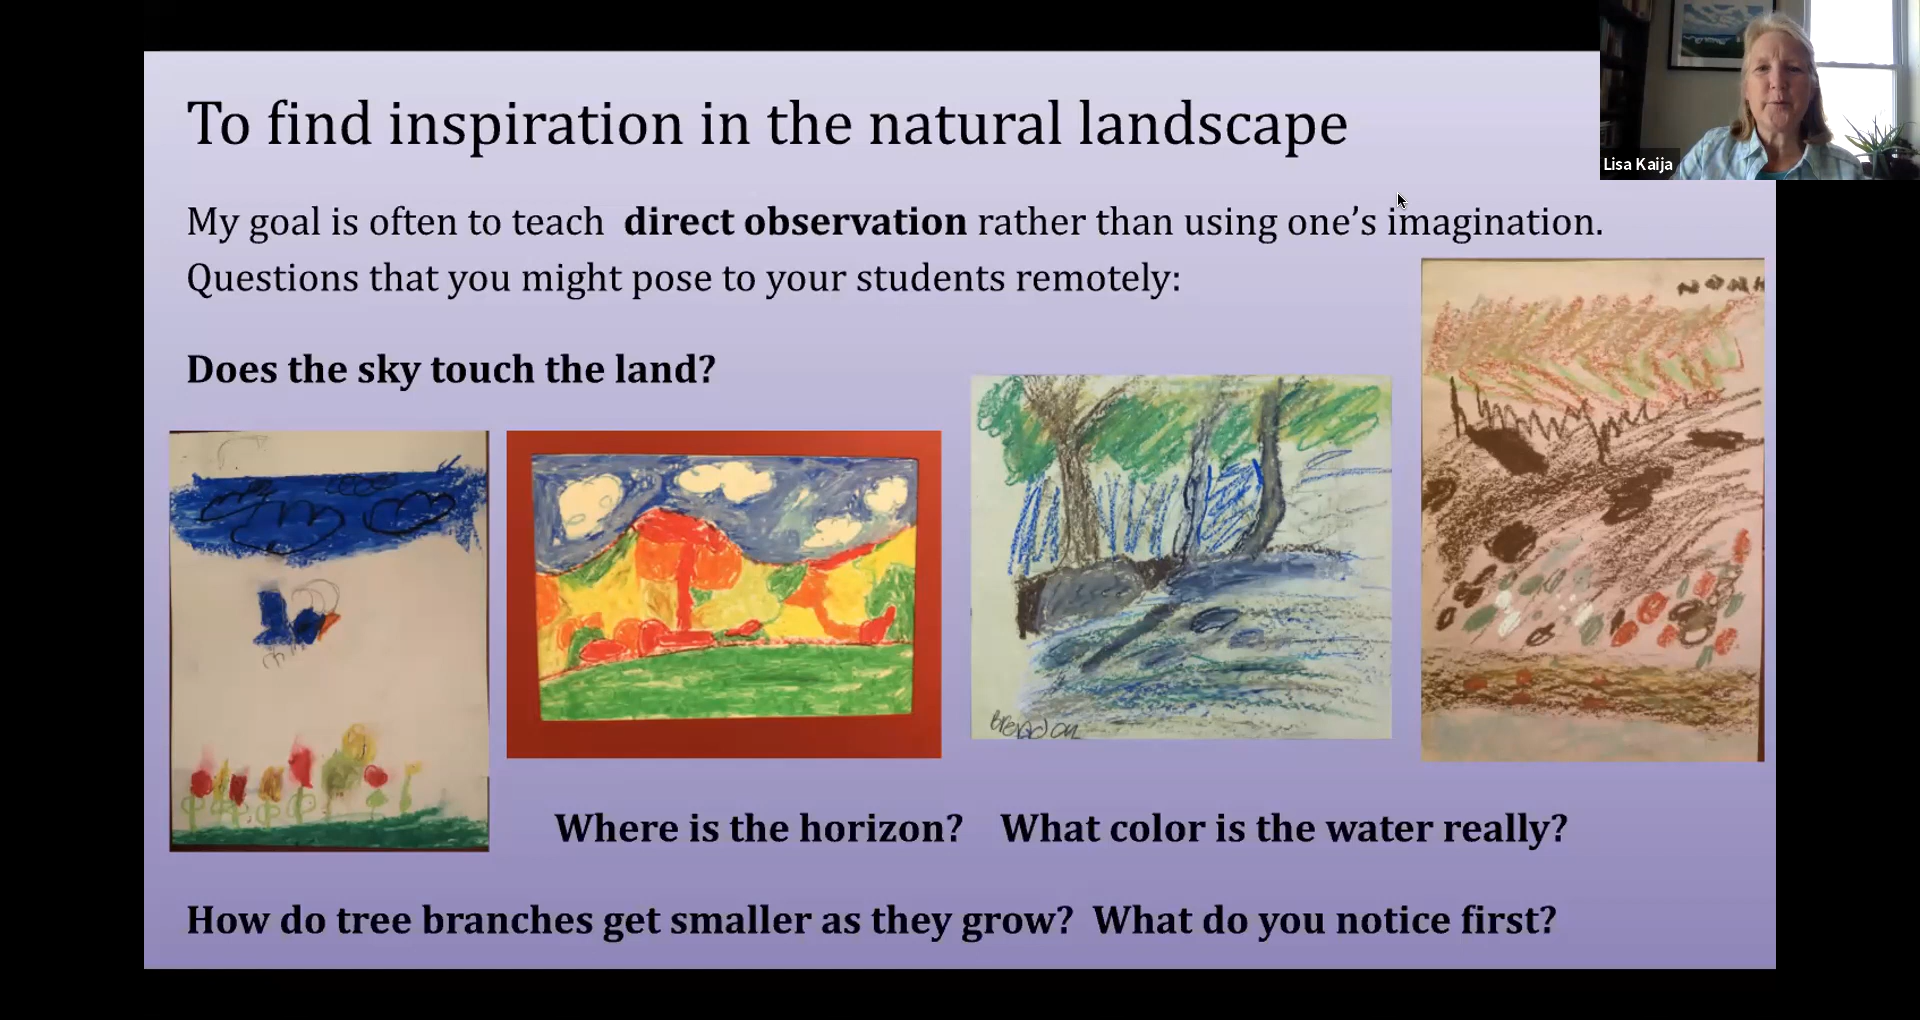 To find inspiration in the natural landscape
Lisa Kaija
My goal is often to teach direct observation rather than using one’s imagination.
Questions that you might pose to your students remotely:
Does the sky touch the land?
Brendon
Where is the horizon? What color is the water really?
How do tree branches get smaller as they grow? What do you notice first?